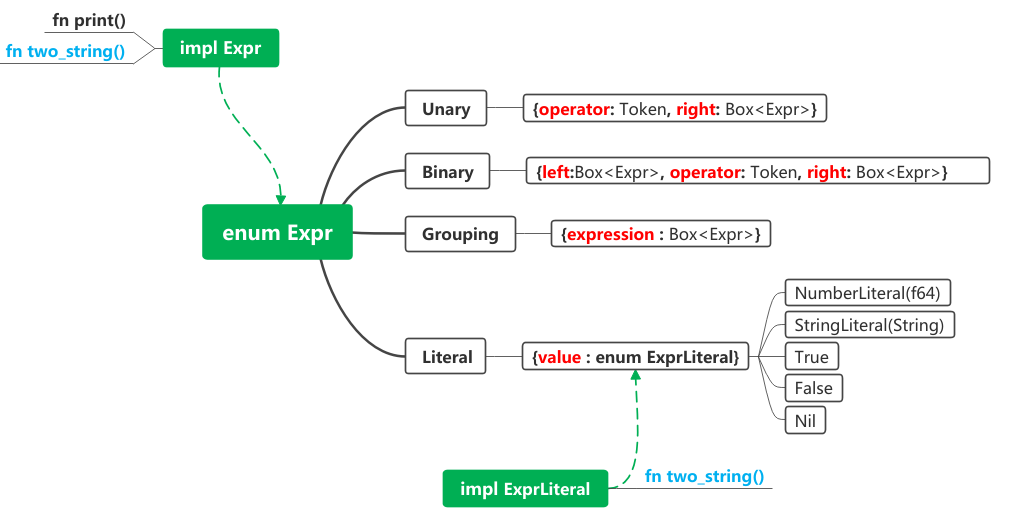 fn print()
fn two_string()
impl Expr
Unary
{operator: Token, right: Box<Expr>}
Binary
{left:Box<Expr>, operator: Token, right: Box<Expr>}
enum Expr
Grouping
{expression : Box<Expr>}
Literal
{value : enum ExprLiteral}
NumberLiteral(f64)
StringLiteral(String)
True
False
Nil
impl ExprLiteral
fn two_string()